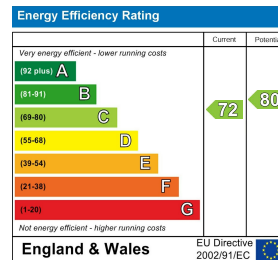 Energy Efficiency Rating
Current Potentia
Very energy efficient - lower running costs
(92 plus) A
(81-91) B
(69-80) C
(55-68) D
(39-54) E
(21-38) F
(1-20) G
72
80
Not energy efficient - higher running costs
England & Wales
EU Directive
2002/91/EC